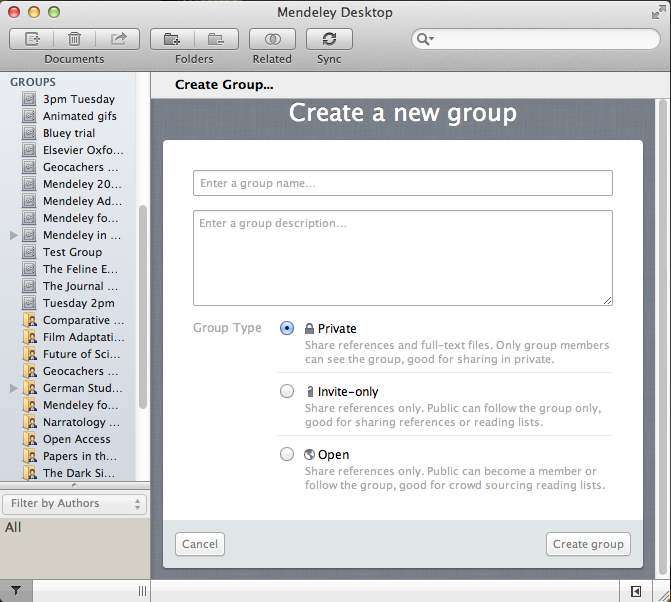 Mendeley Desktop
Documents
Folders
Related
Sync
GROUPS
3pm Tuesday
Animated gifs
Bluey trial
Elsevier Oxfo...
Geocachers ...
Mendeley 20...
Mendeley Ad...
Mendeley fo...
Mendeley in ...
Test Group
The Feline E...
The Journal ...
Tuesday 2pm
Comparative ...
Film Adaptati...
Future of Sci...
Geocachers ...
German Stud...
Mendeley fo...
Narratology ...
Open Access
Papers in th...
The Dark Si...
Filter by Authors
All
Create Group...
Create a new group
Enter a group name...
Enter a group description...
Group Type
Private
Share references and full-text files. Only group members
can see the group, good for sharing in private.
Invite-only
Share references only. Public can follow the group only,
good for sharing references or reading lists.
Open
Share references only. Public can become a member or
follow the group, good for crowd sourcing reading lists.
Cancel
Create group